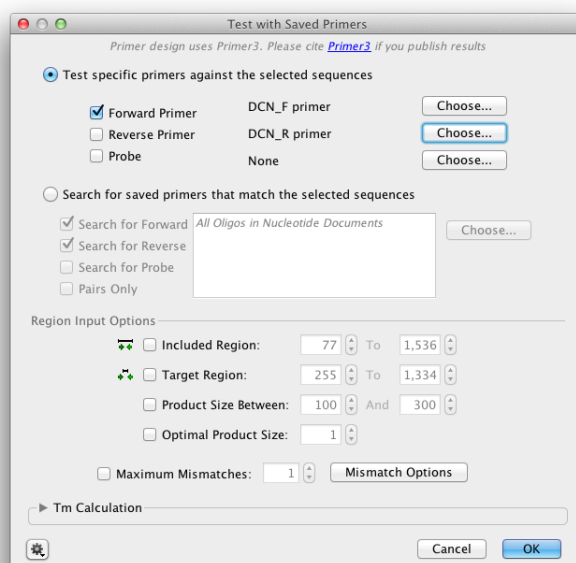 Test with Saved Primers
Primer design uses Primer3. Please cite Primer3 if you publish results
Test specific primers against the selected sequences
Forward Primer DCN_F primer Choose...
Reverse Primer DCN_R primer Choose...
Probe None Choose...
Search for saved primers that match the selected sequences
Search for Forward All Oligos in Nucleotide Documents Choose...
Search for Reverse
Search for Probe
Pairs Only
Region Input Options
Included Region: 77 To 1,536
Target Region: 255 To 1,334
Product Size Between: 100 And 300
Optimal Product Size: 1
Maximum Mismatches: 1 Mismatch Options
Tm Calculation
Cancel OK